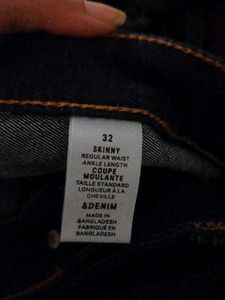 32
SKINNY
REGULAR WAIST
ANKLE LENGTH
COUPE
MOULANTE
TAILLE STANDARD
LONGUEUR À LA
CHEVILLE
&DENIM
MADE IN
BANGLADESH
FABRIQUÉ EN
BANGLADESH